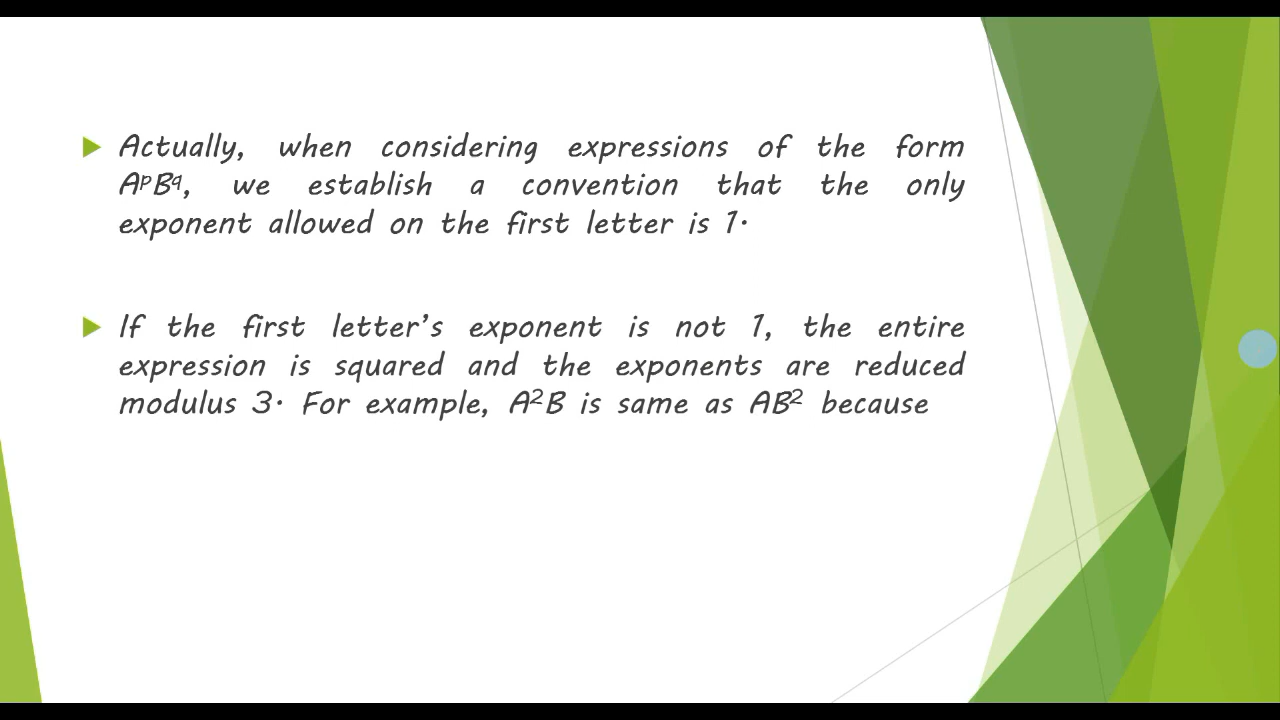 Actually, when considering expressions of the form
AᵖB𐞥, we establish a convention that the only
exponent allowed on the first letter is 1.
If the first letter's exponent is not 1, the entire
expression is squared and the exponents are reduced
modulus 3. For example, A²B is same as AB² because